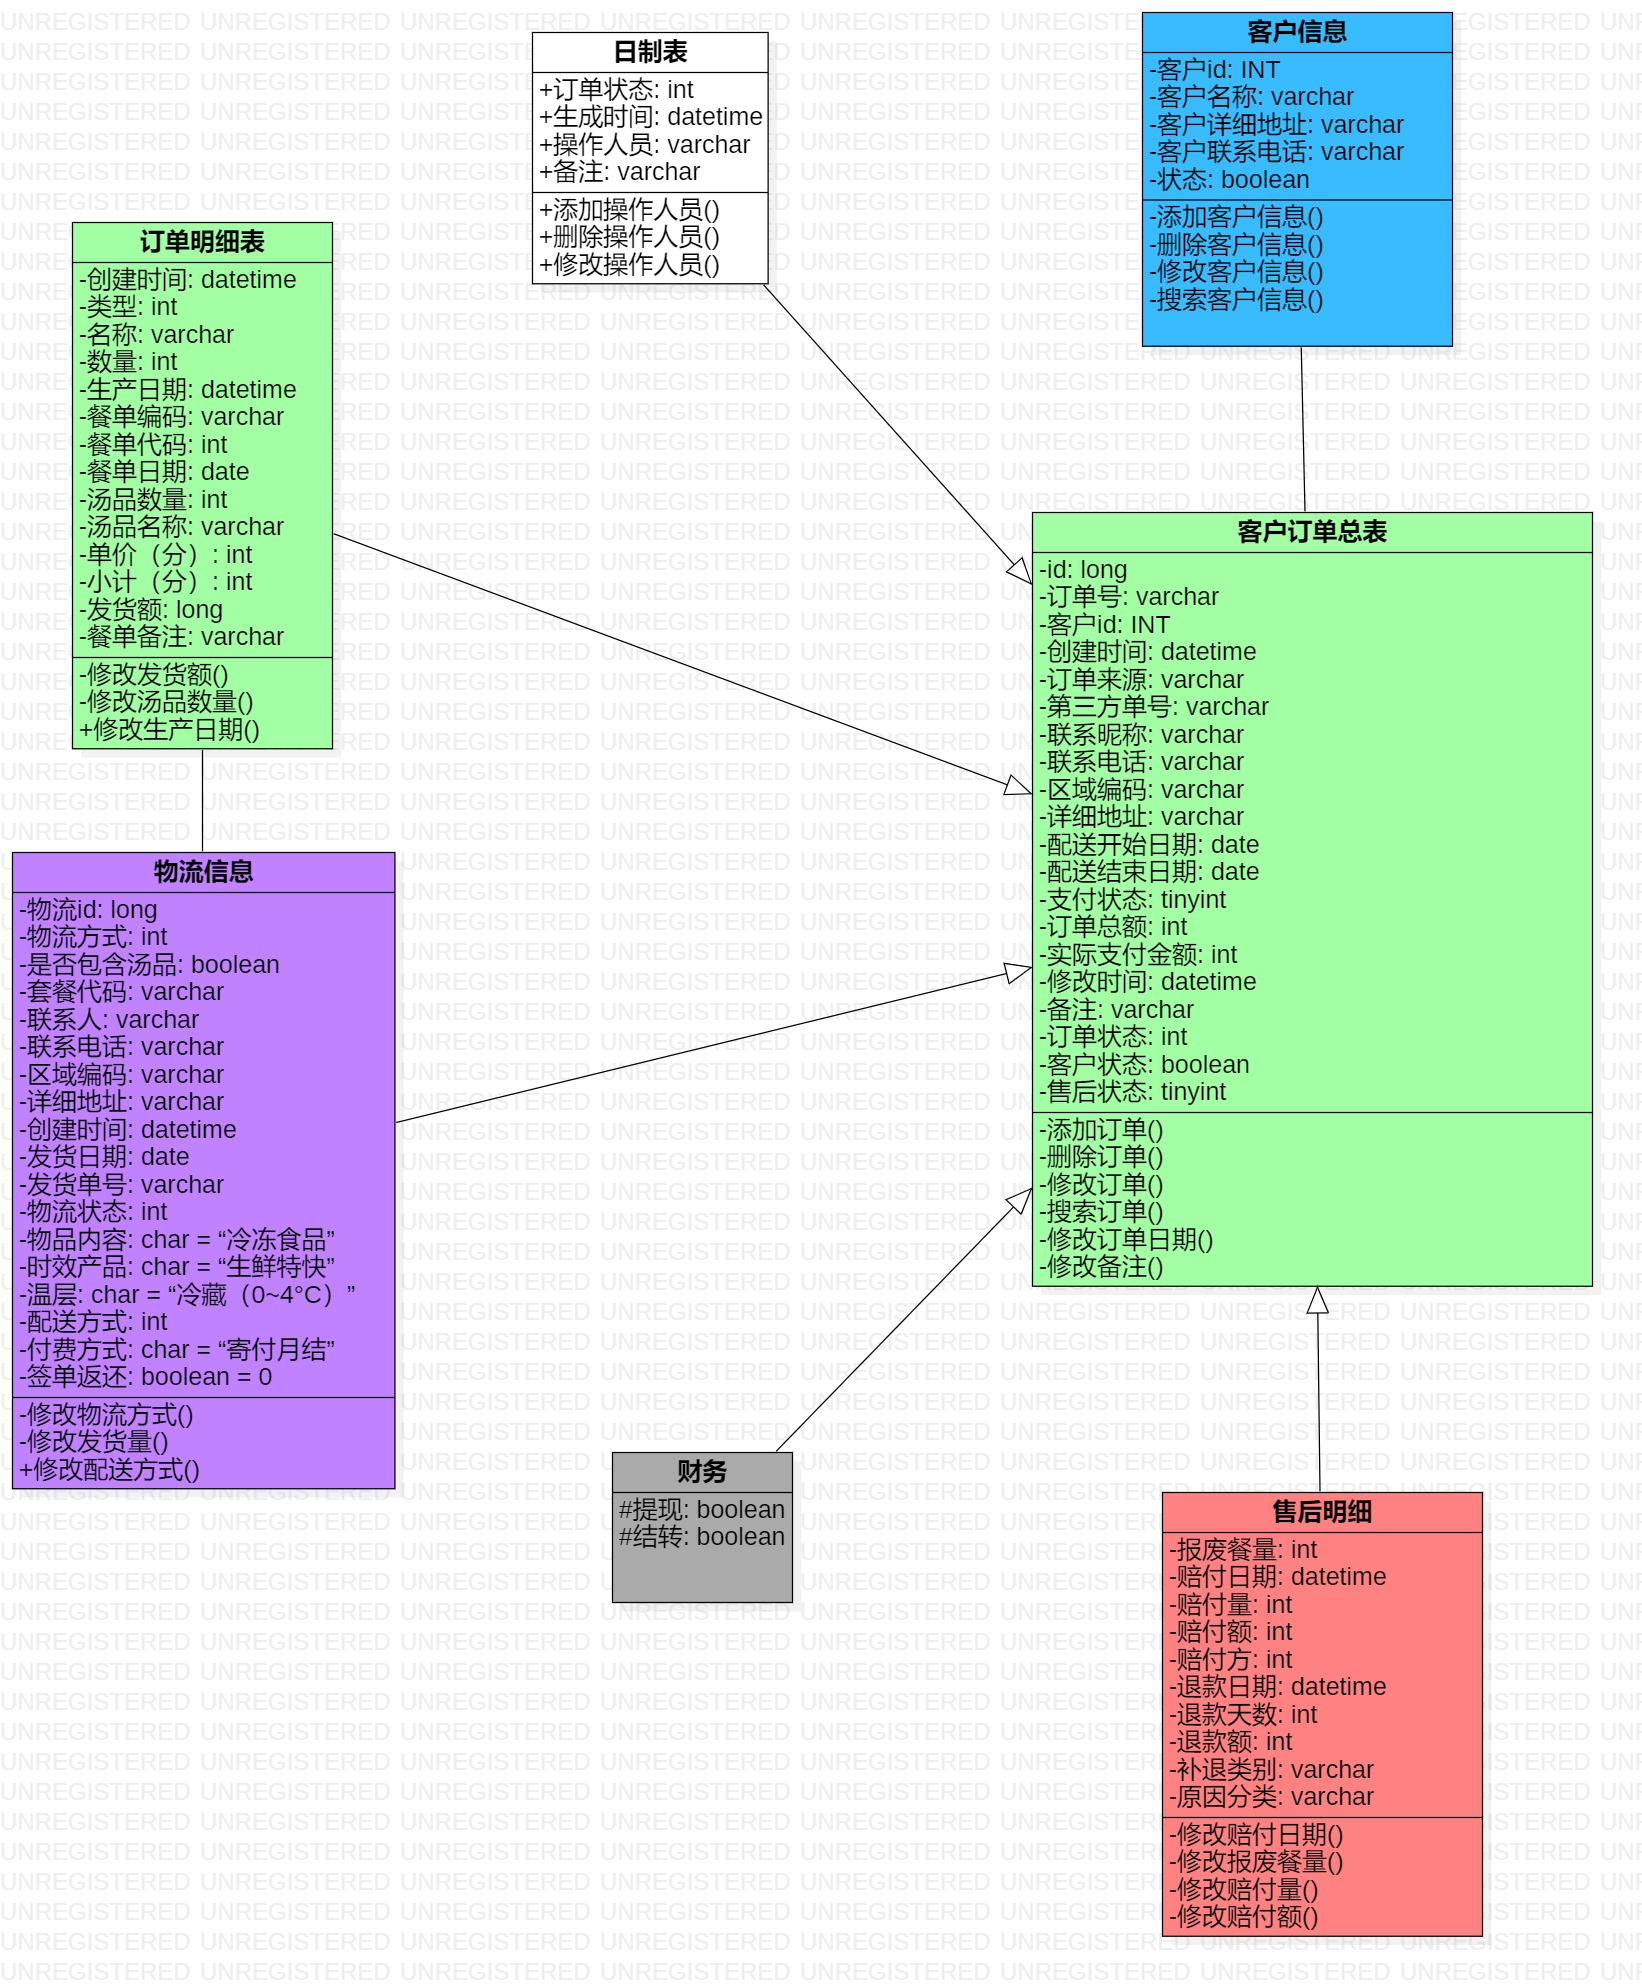 日制表
+订单状态: int
+生成时间: datetime
+操作人员: varchar
+备注: varchar
+添加操作人员()
+删除操作人员()
+修改操作人员()
客户信息
-客户id: INT
-客户名称: varchar
-客户详细地址: varchar
-客户联系电话: varchar
-状态: boolean
-添加客户信息()
-删除客户信息()
-修改客户信息()
-搜索客户信息()
订单明细表
-创建时间: datetime
-类型: int
-名称: varchar
-数量: int
-生产日期: datetime
-餐单编码: varchar
-餐单代码: int
-餐单日期: date
-汤品数量: int
-汤品名称: varchar
-单价（分）: int
-小计（分）: int
-发货额: long
-餐单备注: varchar
-修改发货额()
-修改汤品数量()
+修改生产日期()
客户订单总表
-id: long
-订单号: varchar
-客户id: INT
-创建时间: datetime
-订单来源: varchar
-第三方单号: varchar
-联系昵称: varchar
-联系电话: varchar
-区域编码: varchar
-详细地址: varchar
-配送开始日期: date
-配送结束日期: date
-支付状态: tinyint
-订单总额: int
-实际支付金额: int
-修改时间: datetime
-备注: varchar
-订单状态: int
-客户状态: boolean
-售后状态: tinyint
-添加订单()
-删除订单()
-修改订单()
-搜索订单()
-修改订单日期()
-修改备注()
物流信息
-物流id: long
-物流方式: int
-是否包含汤品: boolean
-套餐代码: varchar
-联系人: varchar
-联系电话: varchar
-区域编码: varchar
-详细地址: varchar
-创建时间: datetime
-发货日期: date
-发货单号: varchar
-物流状态: int
-物品内容: char = “冷冻食品”
-时效产品: char = “生鲜特快”
-温层: char = “冷藏（0~4°C）”
-配送方式: int
-付费方式: char = “寄付月结”
-签单返还: boolean = 0
-修改物流方式()
-修改发货量()
+修改配送方式()
财务
#提现: boolean
#结转: boolean
售后明细
-报废餐量: int
-赔付日期: datetime
-赔付量: int
-赔付额: int
-赔付方: int
-退款日期: datetime
-退款天数: int
-退款额: int
-补退类别: varchar
-原因分类: varchar
-修改赔付日期()
-修改报废餐量()
-修改赔付量()
-修改赔付额()
UNREGISTERED